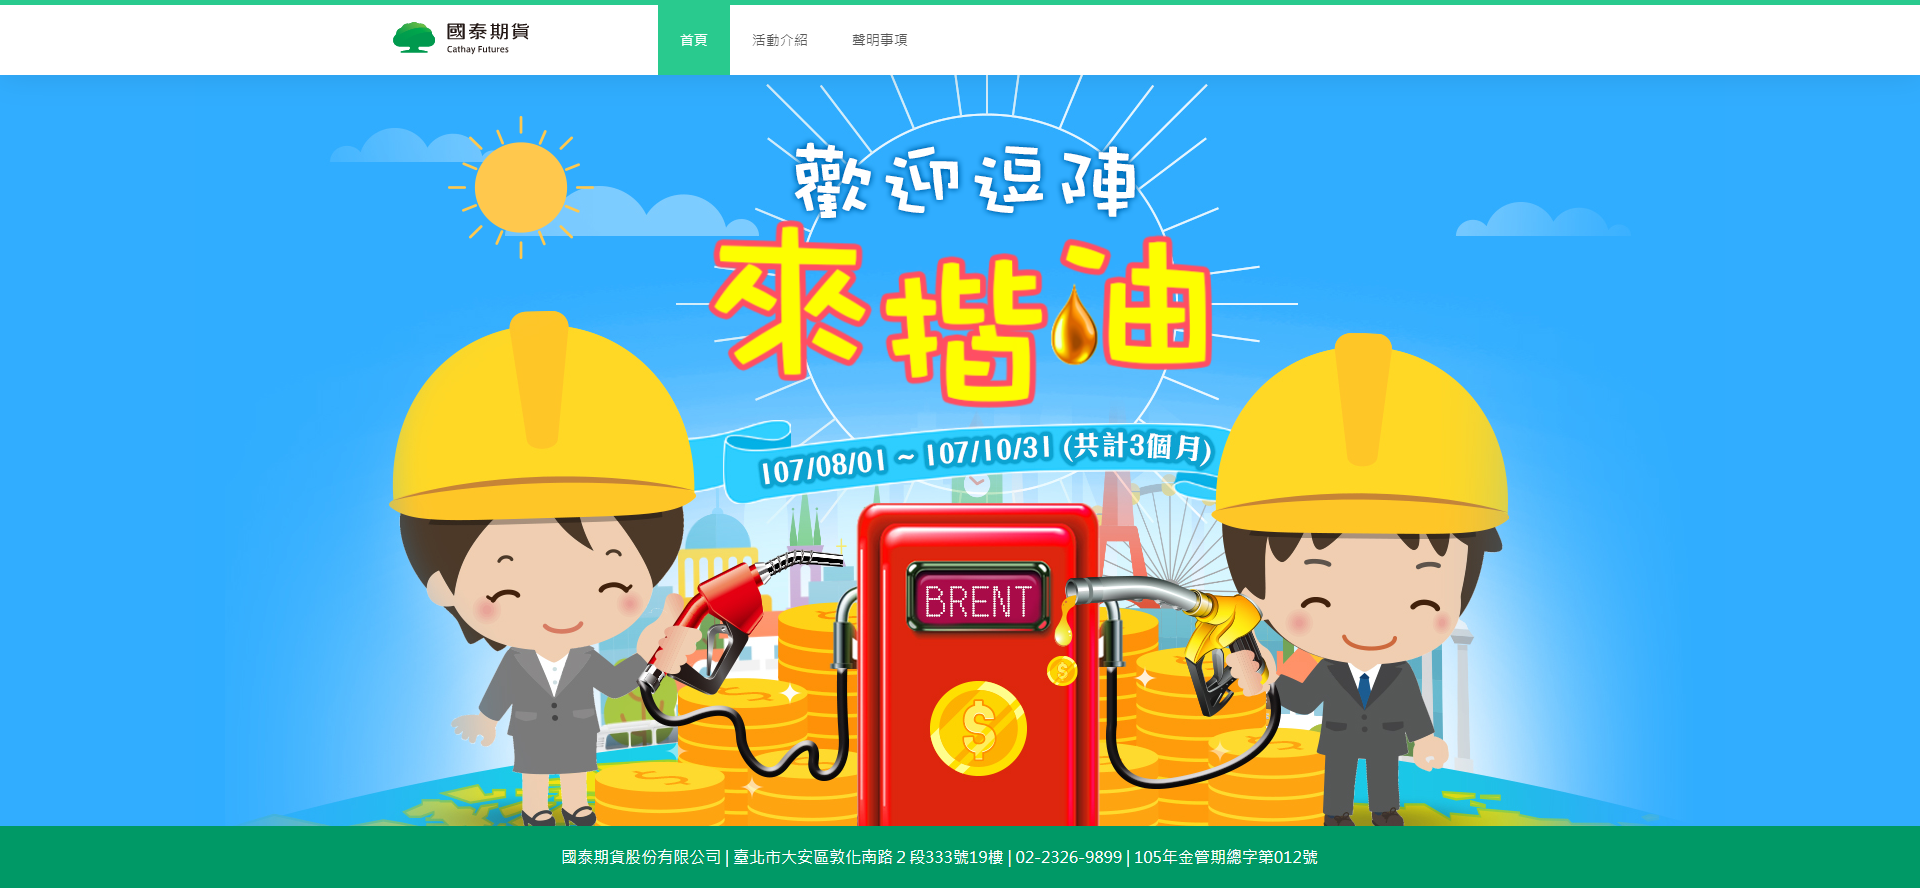 國泰期貨
Cathay Futures
首頁
活動介紹
聲明事項
歡迎逗陣
來揩油
107/08/01 ~ 107/10/31 (共計3個月)
BRENT
$
$
國泰期貨股份有限公司 | 臺北市大安區敦化南路２段333號19樓 | 02-2326-9899 | 105年金管期總字第012號